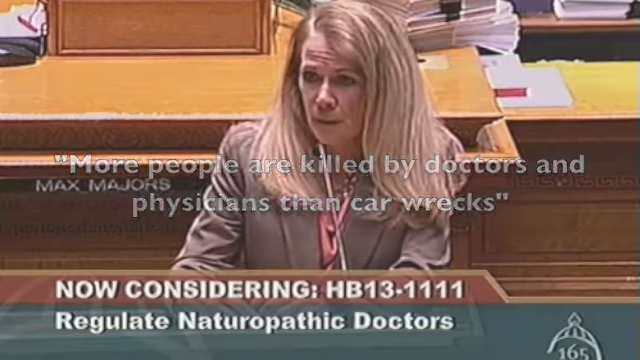 "More people are killed by doctors and
MAX MAJORS
physicians than car wrecks"
NOW CONSIDERING: HB13-1111
Regulate Naturopathic Doctors
165